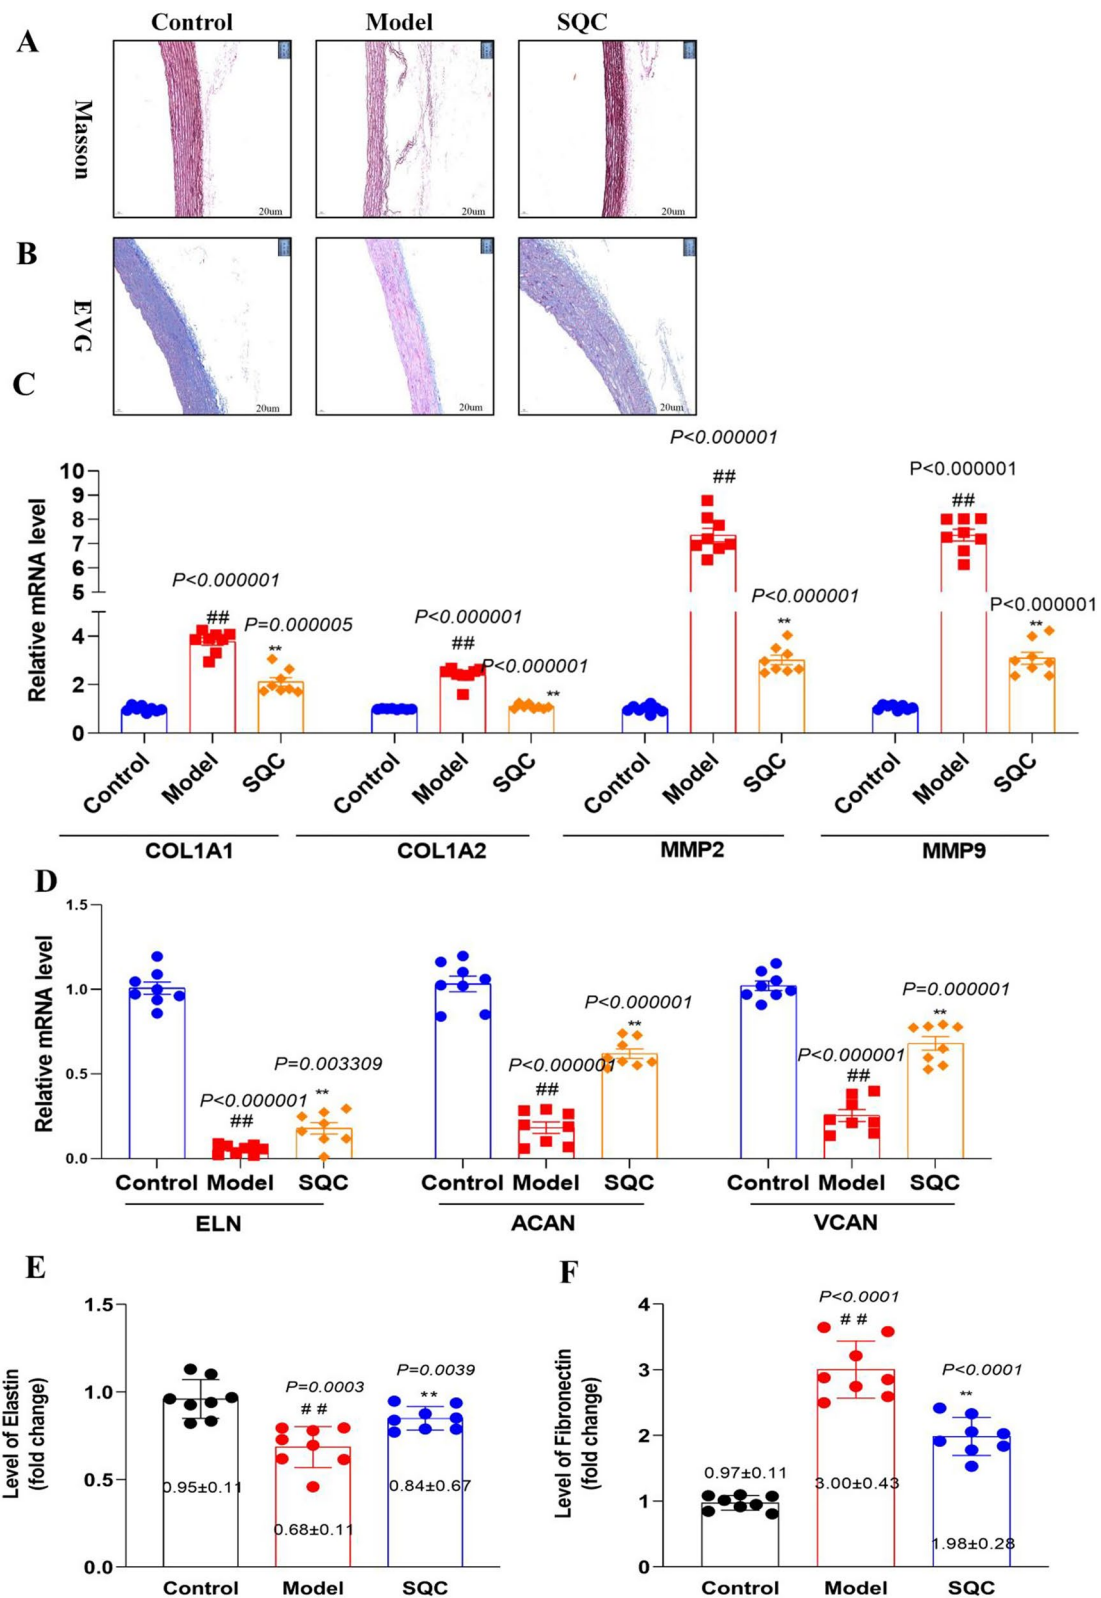 A
Control
Model
SQC
Masson
20um
20um
20um
B
EVG
20um
20um
20um
C
Relative mRNA level
10
9
8
7
6
5
4
2
0
P<0.000001
##
P=0.000005
**
P<0.000001
##
P<0.000001
**
P<0.000001
##
P<0.000001
**
P<0.000001
##
P<0.000001
**
Control
Model
SQC
Control
Model
SQC
Control
Model
SQC
Control
Model
SQC
COL1A1
COL1A2
MMP2
MMP9
D
Relative mRNA level
1.5
1.0
0.5
0.0
P<0.000001
##
P=0.003309
**
P<0.000001
##
P<0.000001
**
P<0.000001
##
P=0.000001
**
Control Model SQC
Control Model SQC
Control Model SQC
ELN
ACAN
VCAN
E
Level of Elastin
(fold change)
1.5
1.0
0.5
0.0
P=0.0003
# #
P=0.0039
**
0.95±0.11
0.68±0.11
0.84±0.67
Control
Model
SQC
F
Level of Fibronectin
(fold change)
4
3
2
1
0
P<0.0001
# #
P<0.0001
**
0.97±0.11
3.00±0.43
1.98±0.28
Control
Model
SQC